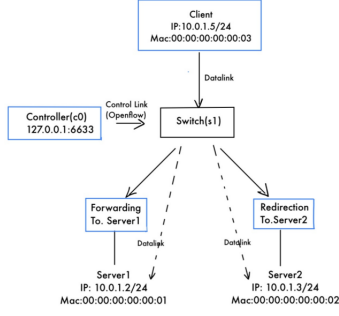 Client
IP:10.0.1.5/24
Mac:00:00:00:00:00:03
Datalink
Controller(c0)
127.0.0.1:6633
Control Link
(Openflow)
Switch(s1)
Forwarding
To. Server1
Redirection
To.Server2
Datalink
Datalink
Server1
IP: 10.0.1.2/24
Mac:00:00:00:00:00:01
Server2
IP: 10.0.1.3/24
Mac:00:00:00:00:00:02